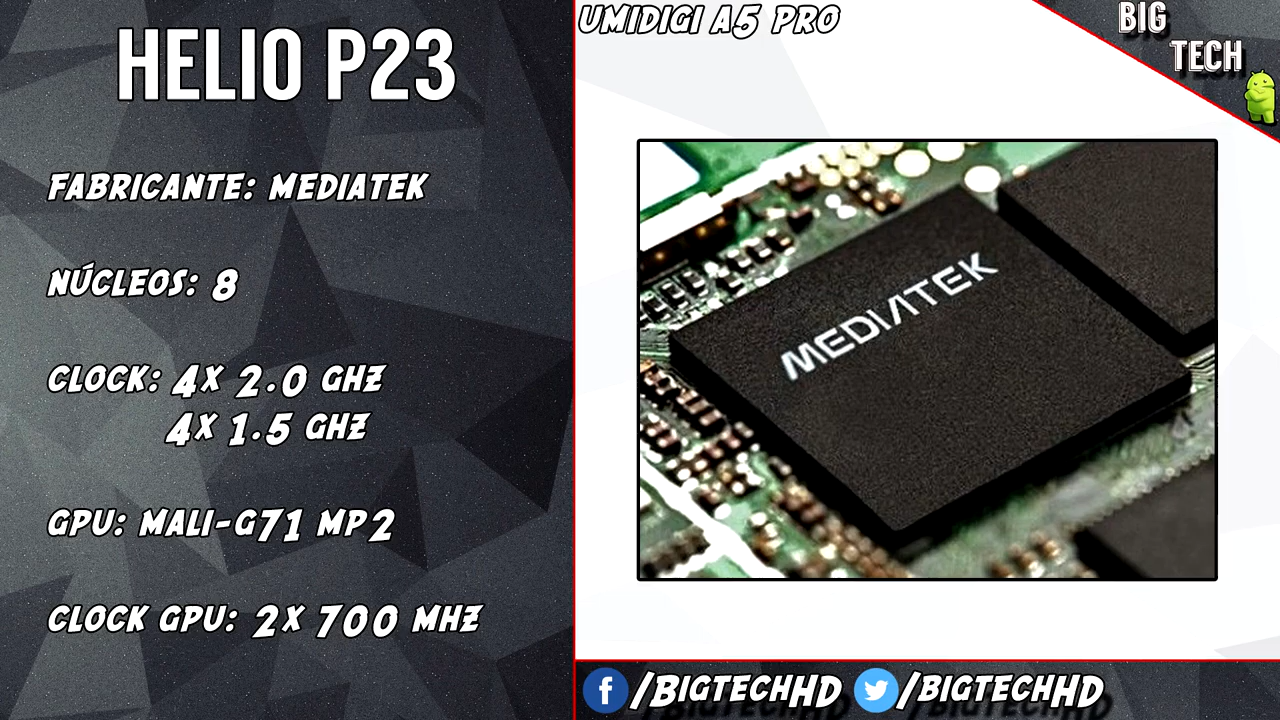 HELIO P23
FABRICANTE: MEDIATEK
NÚCLEOS: 8
CLOCK: 4X 2.0 GHZ
4X 1.5 GHZ
GPU: MALI-G71 MP2
CLOCK GPU: 2X 700 MHZ
UMIDIGI A5 PRO
BIG
TECH
MEDIATEK
/BIGTECHHD /BIGTECHHD